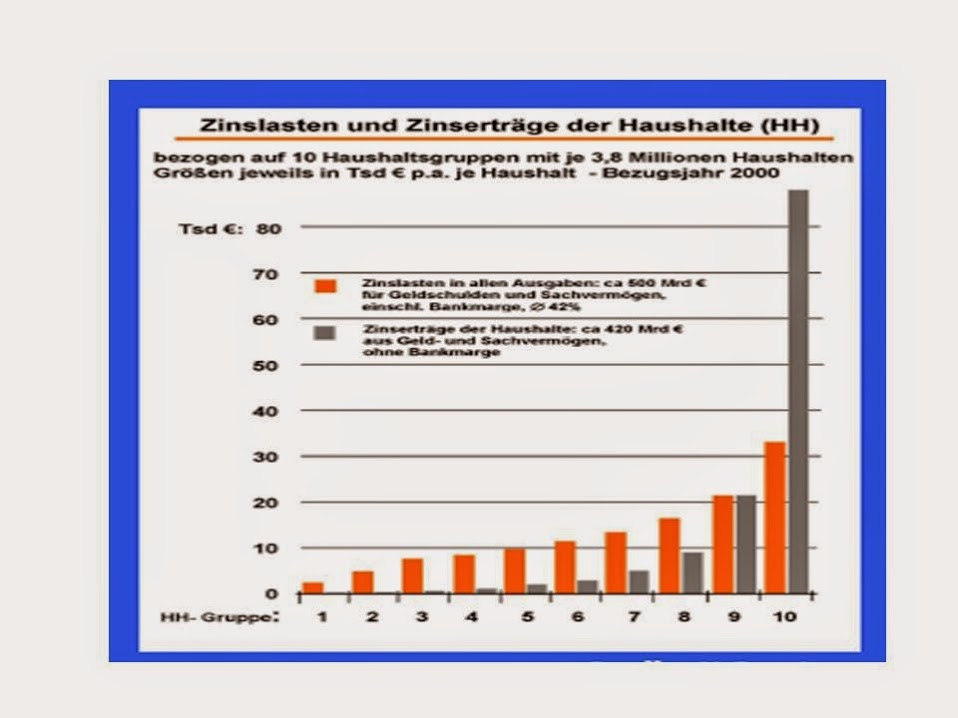 Zinslasten und Zinserträge der Haushalte (HH)
bezogen auf 10 Haushaltsgruppen mit je 3,8 Millionen Haushalten
Größen jeweils in Tsd € p.a. je Haushalt - Bezugsjahr 2000
Tsd €: 80
70
Zinslasten in allen Ausgaben: ca 500 Mrd €
für Geldschulden und Sachvermögen,
einschl. Bankmarge, Ø 42%
60
Zinserträge der Haushalte: ca 420 Mrd €
aus Geld- und Sachvermögen,
ohne Bankmarge
50
40
30
20
10
0
HH- Gruppe: 1 2 3 4 5 6 7 8 9 10